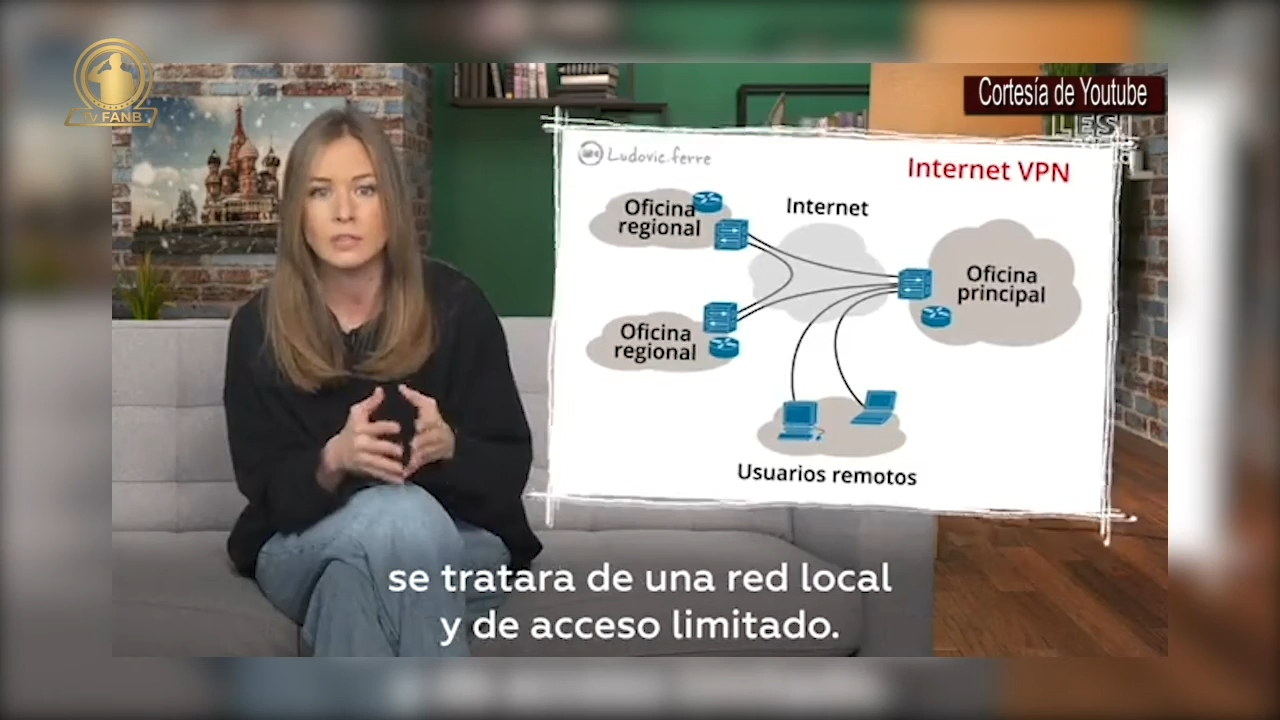 TV FANB
Cortesía de Youtube
LES
Ludovic.ferre
Internet VPN
Oficina
regional
Internet
Oficina
principal
Oficina
regional
Usuarios remotos
se tratara de una red local
y de acceso limitado.